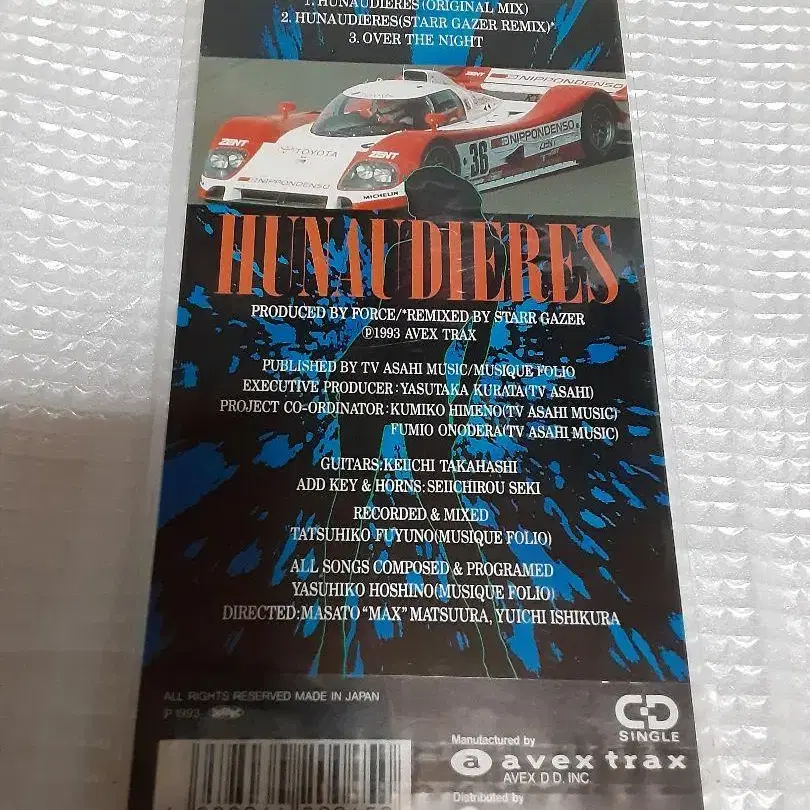 1. HUNAUDIERES (ORIGINAL MIX)
2. HUNAUDIERES(STARR GAZER REMIX)*
3. OVER THE NIGHT
ZENT
NIPPONDENSO
TOYOTA
ZENT
ZENT
36
NIPPONDENSO
ZENT
NIPPONDENSO
MICHELIN
HUNAUDIERES
PRODUCED BY FORCE/*REMIXED BY STARR GAZER
℗1993 AVEX TRAX
PUBLISHED BY TV ASAHI MUSIC/MUSIQUE FOLIO
EXECUTIVE PRODUCER:YASUTAKA KURATA(TV ASAHI)
PROJECT CO-ORDINATOR:KUMIKO HIMENO(TV ASAHI MUSIC)
FUMIO ONODERA(TV ASAHI MUSIC)
GUITARS:KEIICHI TAKAHASHI
ADD KEY & HORNS: SEIICHIROU SEKI
RECORDED & MIXED
TATSUHIKO FUYUNO(MUSIQUE FOLIO)
ALL SONGS COMPOSED & PROGRAMED
YASUHIKO HOSHINO(MUSIQUE FOLIO)
DIRECTED:MASATO "MAX" MATSUURA, YUICHI ISHIKURA
ALL RIGHTS RESERVED MADE IN JAPAN
℗ 1993
CD
SINGLE
Manufactured by
a avex trax
AVEX D.D. INC.
Distributed by